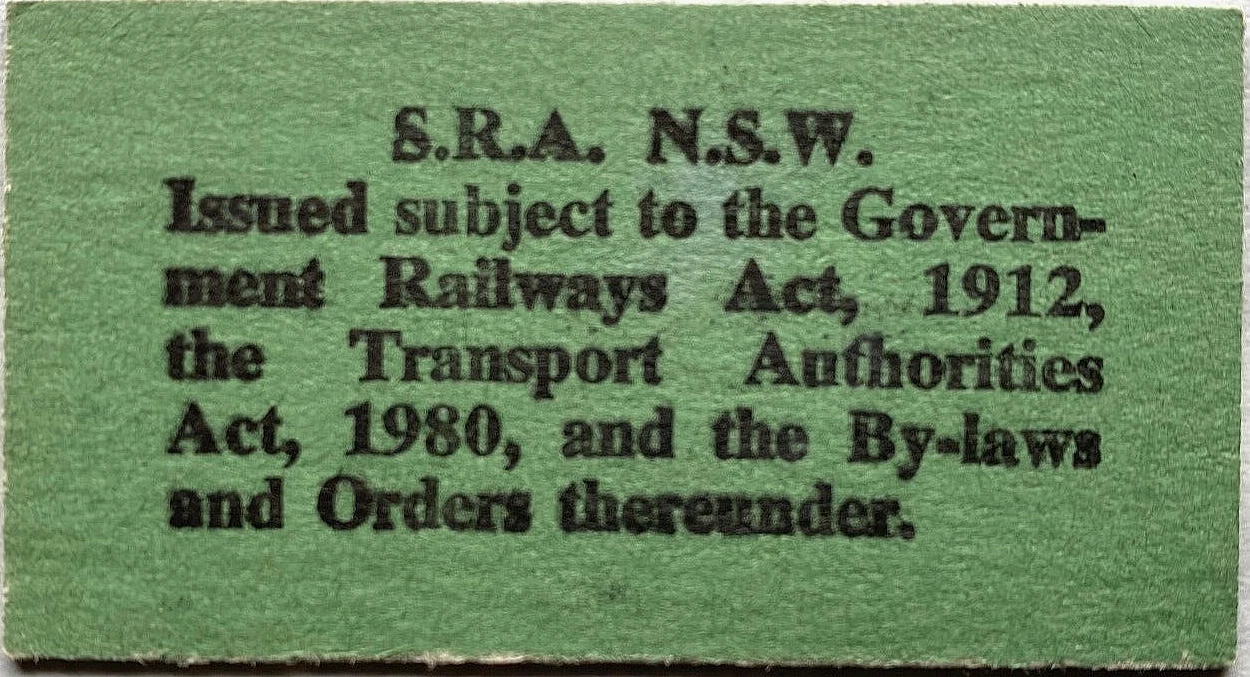 S.R.A. N.S.W.
Issued subject to the Govern-
ment Railways Act, 1912,
the Transport Authorities
Act, 1980, and the By-laws
and Orders thereunder.